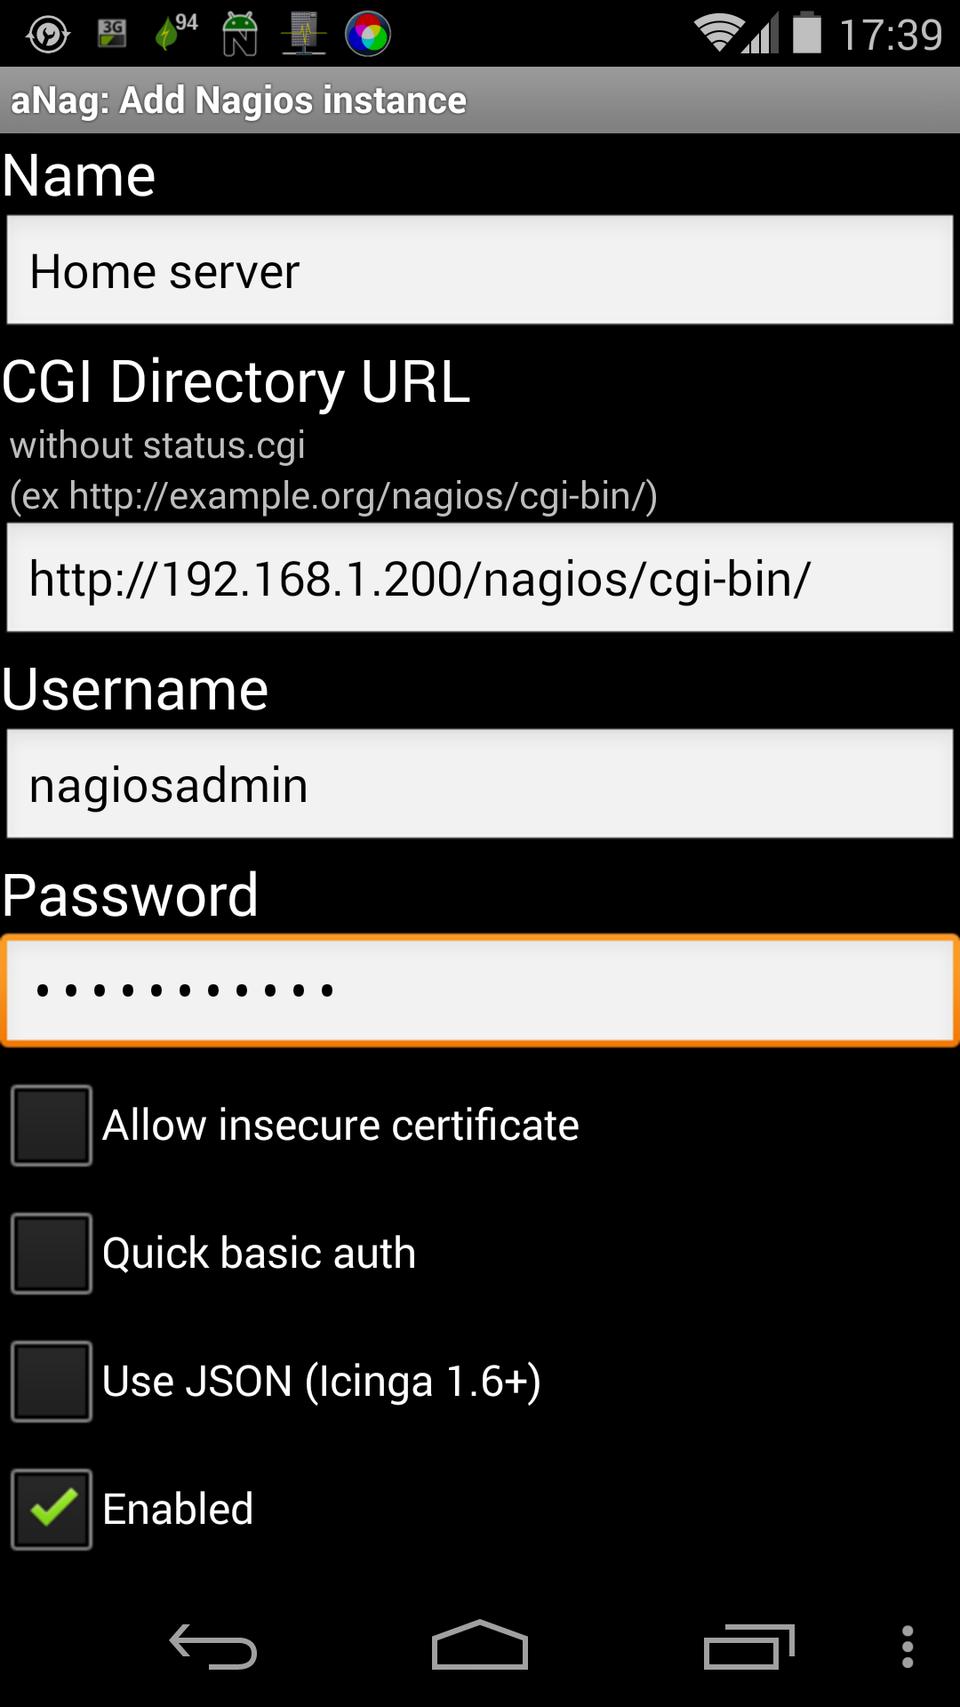 3G 94 17:39
aNag: Add Nagios instance
Name
Home server
CGI Directory URL
without status.cgi
(ex http://example.org/nagios/cgi-bin/)
http://192.168.1.200/nagios/cgi-bin/
Username
nagiosadmin
Password
•••••••••••
Allow insecure certificate
Quick basic auth
Use JSON (Icinga 1.6+)
Enabled